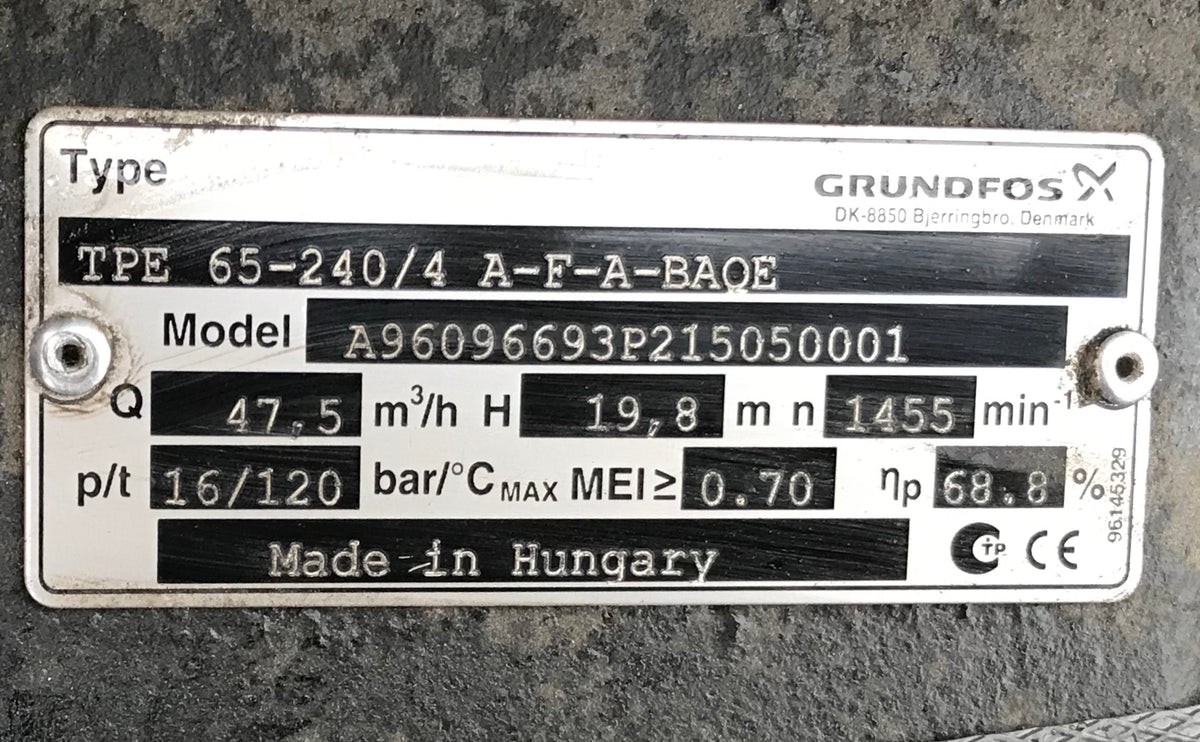 Type
GRUNDFOS
DK-8850 Bjerringbro, Denmark
TPE 65-240/4 A-F-A-BAQE
Model A96096693P215050001
Q 47,5 m³/h H 19,8 m n 1455 min⁻¹
p/t 16/120 bar/°C MAX MEI ≥ 0.70 ηp 68.8 %
96145329
Made in Hungary
TP CE